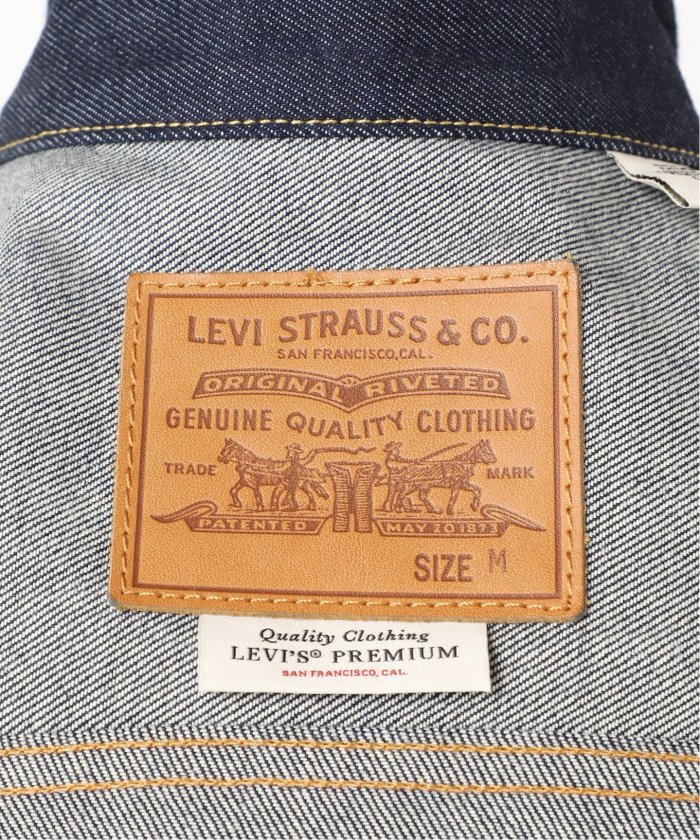 LEVI STRAUSS & CO.
SAN FRANCISCO, CAL.
ORIGINAL RIVETED
GENUINE QUALITY CLOTHING
TRADE MARK
PATENTED MAY 20 1873
SIZE M
Quality Clothing
LEVI'S® PREMIUM
SAN FRANCISCO, CAL.